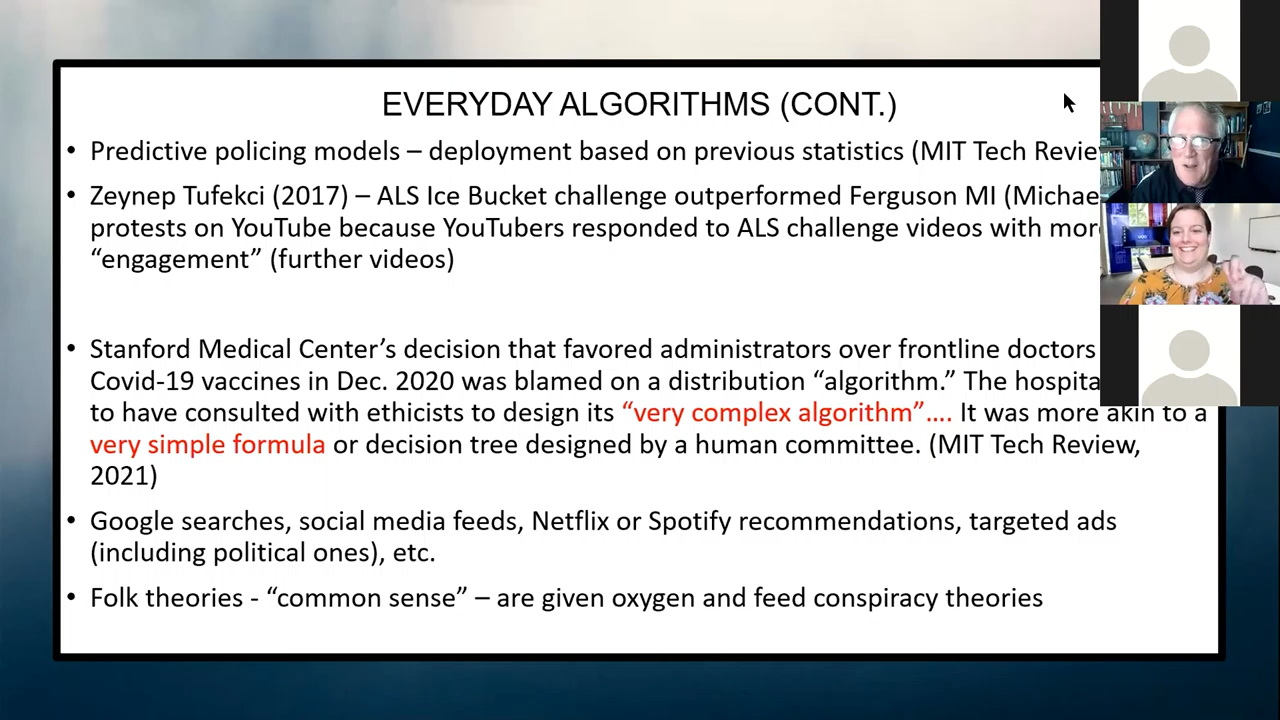 EVERYDAY ALGORITHMS (CONT.)
• Predictive policing models – deployment based on previous statistics (MIT Tech
• Zeynep Tufekci (2017) – ALS Ice Bucket challenge outperformed Ferguson MI
protests on YouTube because YouTubers responded to ALS challenge videos with
“engagement” (further videos)
• Stanford Medical Center’s decision that favored administrators over frontline doctors
Covid-19 vaccines in Dec. 2020 was blamed on a distribution “algorithm.” The
to have consulted with ethicists to design its “very complex algorithm”…. It was more akin to a
very simple formula or decision tree designed by a human committee. (MIT Tech Review,
2021)
• Google searches, social media feeds, Netflix or Spotify recommendations, targeted ads
(including political ones), etc.
• Folk theories - “common sense” – are given oxygen and feed conspiracy theories